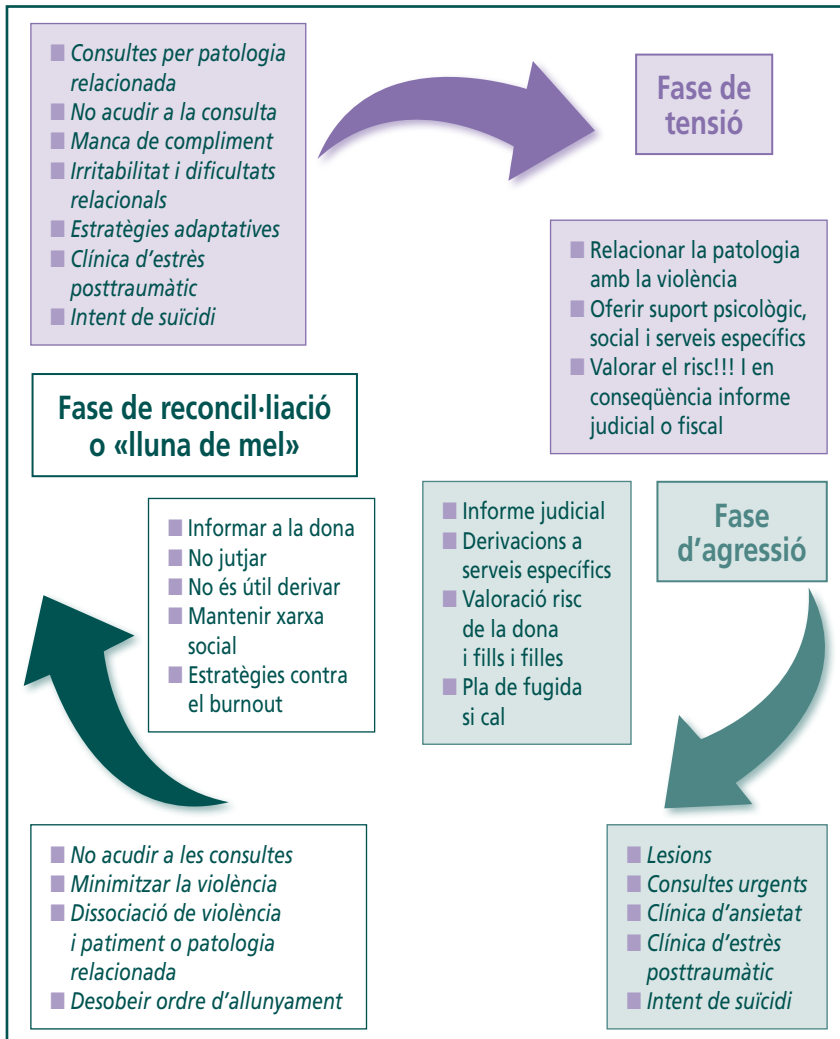 ■ Consultes per patologia
relacionada
■ No acudir a la consulta
■ Manca de compliment
■ Irritabilitat i dificultats
relacionals
■ Estratègies adaptatives
■ Clínica d'estrès
posttraumàtic
■ Intent de suïcidi
Fase de
tensió
■ Relacionar la patologia
amb la violència
■ Oferir suport psicològic,
social i serveis específics
■ Valorar el risc!!! I en
conseqüència informe
judicial o fiscal
Fase de reconcil·liació
o «lluna de mel»
■ Informar a la dona
■ No jutjar
■ No és útil derivar
■ Mantenir xarxa
social
■ Estratègies contra
el burnout
■ Informe judicial
■ Derivacions a
serveis específics
■ Valoració risc
de la dona
i fills i filles
■ Pla de fugida
si cal
Fase
d'agressió
■ No acudir a les consultes
■ Minimitzar la violència
■ Dissociació de violència
i patiment o patologia
relacionada
■ Desobeir ordre d'allunyament
■ Lesions
■ Consultes urgents
■ Clínica d'ansietat
■ Clínica d'estrès
posttraumàtic
■ Intent de suïcidi